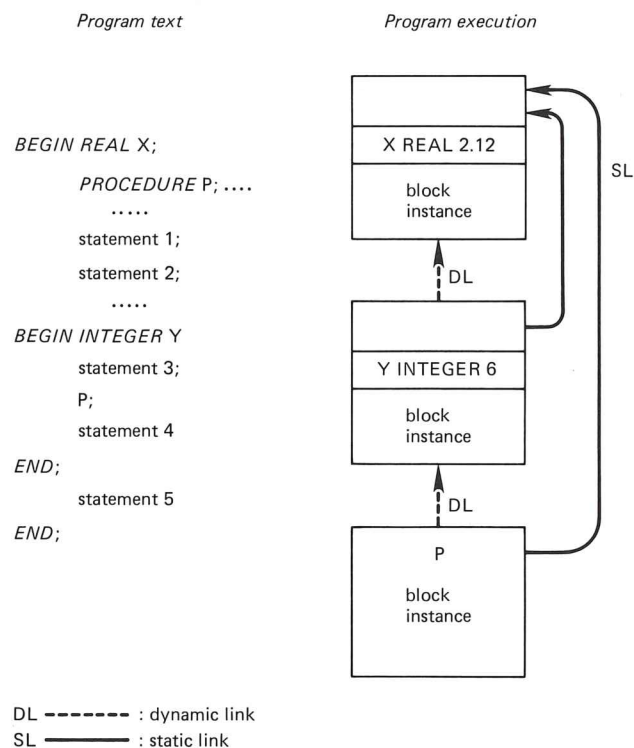 Program text
Program execution
BEGIN REAL X;
PROCEDURE P; ....
.....
statement 1;
statement 2;
.....
BEGIN INTEGER Y
statement 3;
P;
statement 4
END;
statement 5
END;
X REAL 2.12
block
instance
SL
DL
Y INTEGER 6
block
instance
DL
P
block
instance
DL : dynamic link
SL : static link